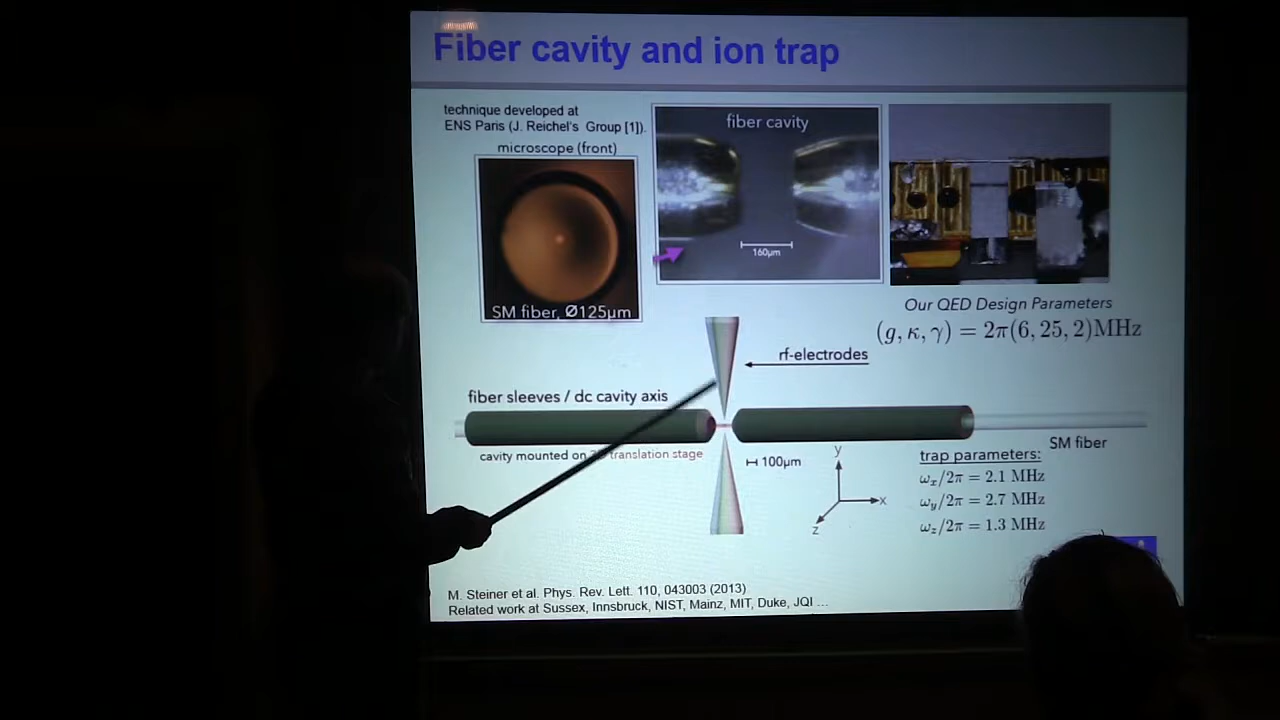 Fiber cavity and ion trap
technique developed at
ENS Paris (J. Reichel's Group [1]).
microscope (front)
SM fiber, Ø125μm
fiber cavity
160μm
Our QED Design Parameters
(g, κ, γ) = 2π(6, 25, 2)MHz
rf-electrodes
fiber sleeves / dc cavity axis
cavity mounted on translation stage
100μm
SM fiber
y
x
z
trap parameters:
ωx/2π = 2.1 MHz
ωy/2π = 2.7 MHz
ωz/2π = 1.3 MHz
M. Steiner et al. Phys. Rev. Lett. 110, 043003 (2013)
Related work at Sussex, Innsbruck, NIST, Mainz, MIT, Duke, JQI ...